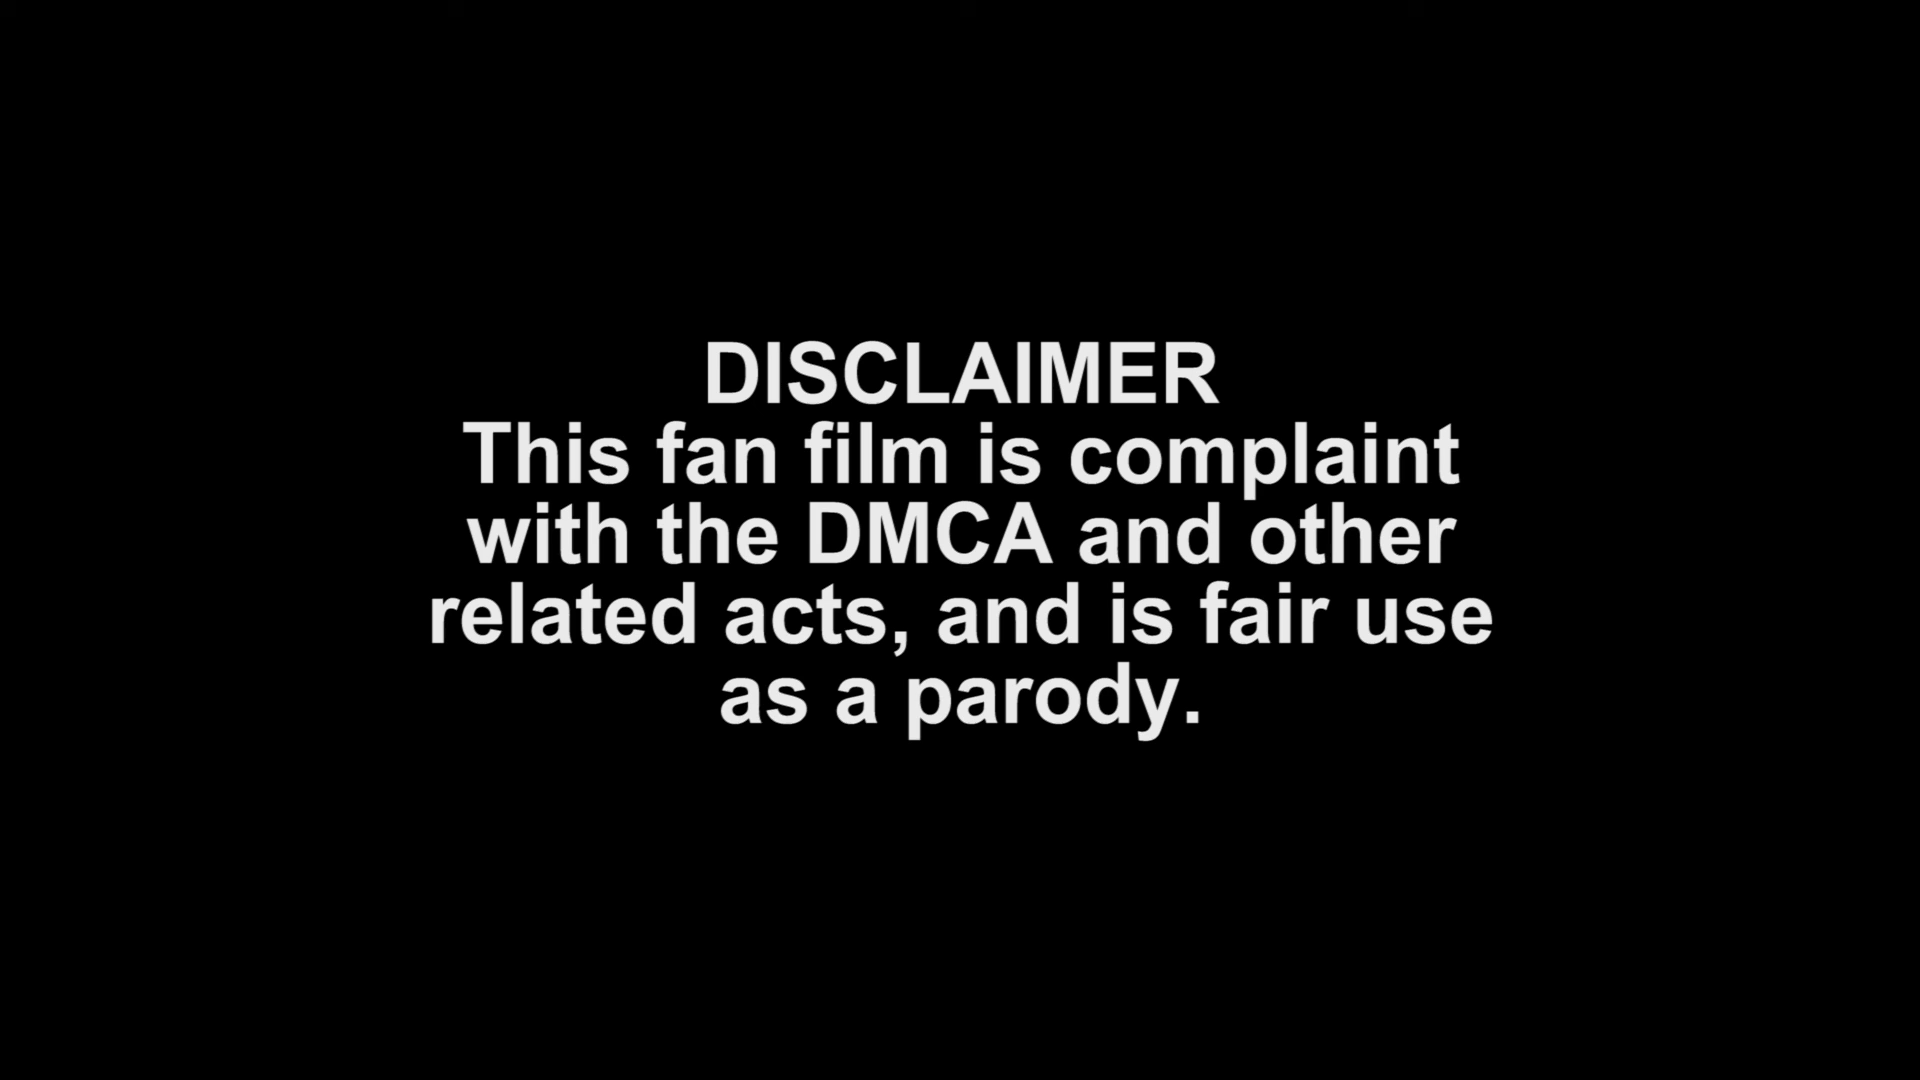 DISCLAIMER
This fan film is complaint
with the DMCA and other
related acts, and is fair use
as a parody.